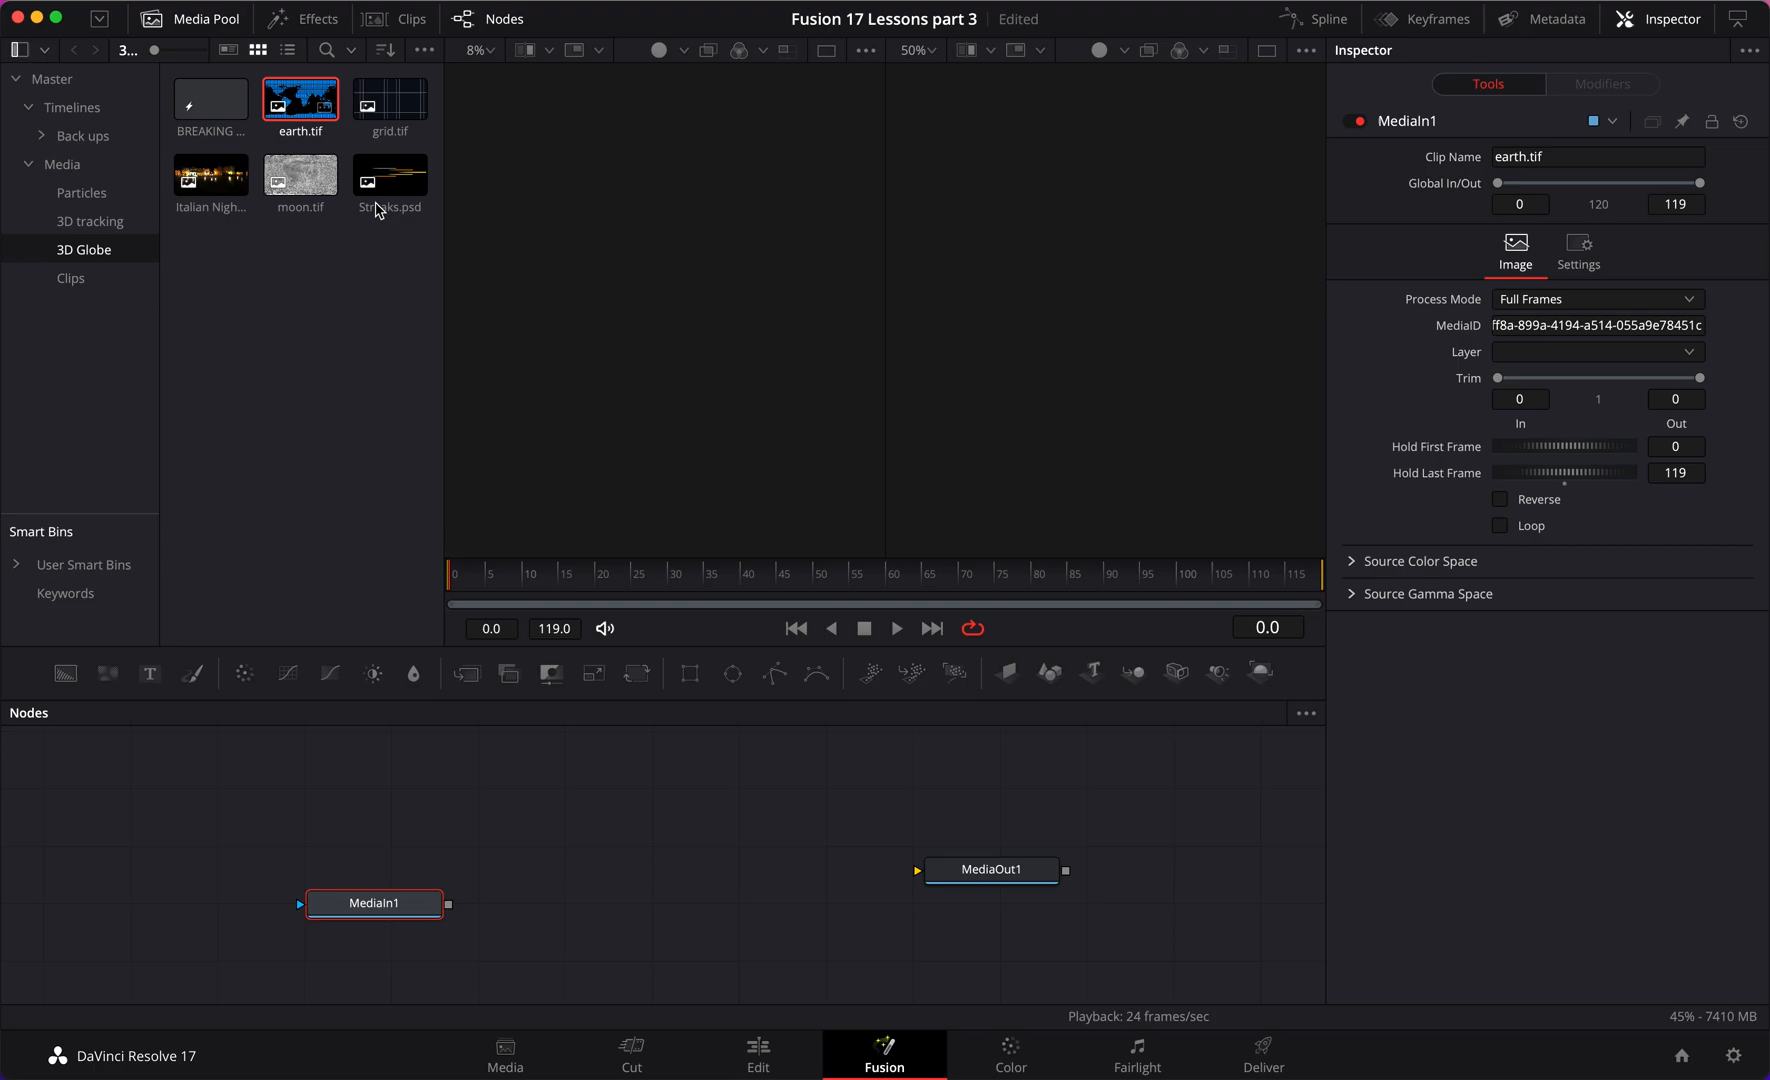 Media Pool
Effects
Clips
Nodes
Fusion 17 Lessons part 3
Edited
Spline
Keyframes
Metadata
Inspector
3...
8%
50%
Inspector
Master
Timelines
Back ups
Media
Particles
3D tracking
3D Globe
Clips
Smart Bins
User Smart Bins
Keywords
BREAKING ...
earth.tif
grid.tif
Italian Nigh...
moon.tif
0 5 10 15 20 25 30 35 40 45 50 55 60 65 70 75 80 85 90 95 100 105 110 115
0.0
119.0
0.0
T
T
Nodes
MediaIn1
MediaOut1
Tools
Modifiers
MediaIn1
Clip Name earth.tif
Global In/Out
0 120 119
Image
Settings
Process Mode Full Frames
MediaID ff8a-899a-4194-a514-055a9e78451c
Layer
Trim
0 1 0
In Out
Hold First Frame 0
Hold Last Frame 119
Reverse
Loop
Source Color Space
Source Gamma Space
Playback: 24 frames/sec
45% - 7410 MB
DaVinci Resolve 17
Media
Cut
Edit
Fusion
Color
Fairlight
Deliver